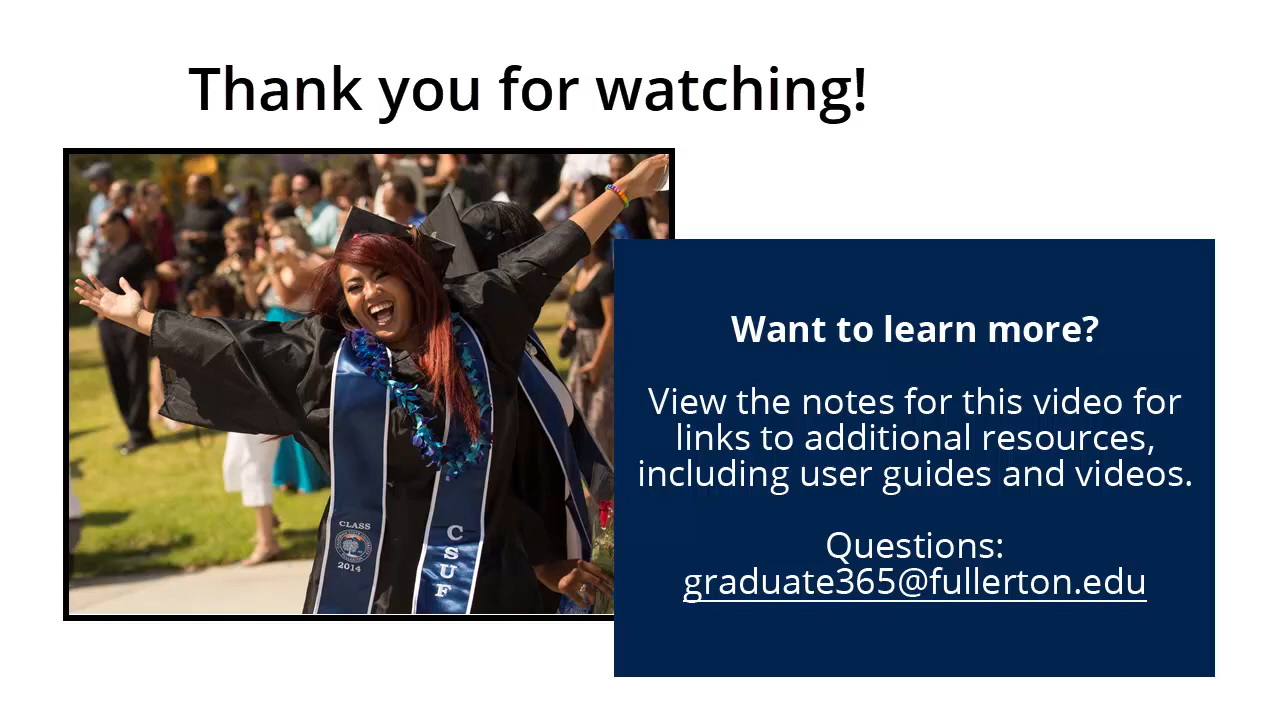 Thank you for watching!
Want to learn more?
View the notes for this video for
links to additional resources,
including user guides and videos.
Questions:
graduate365@fullerton.edu
CLASS
2014
CSUF